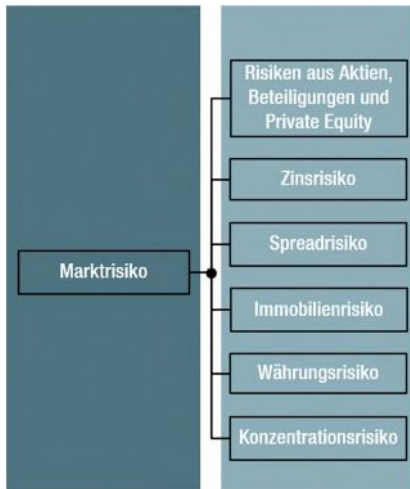 Marktrisiko
Risiken aus Aktien,
Beteiligungen und
Private Equity
Zinsrisiko
Spreadrisiko
Immobilienrisiko
Währungsrisiko
Konzentrationsrisiko